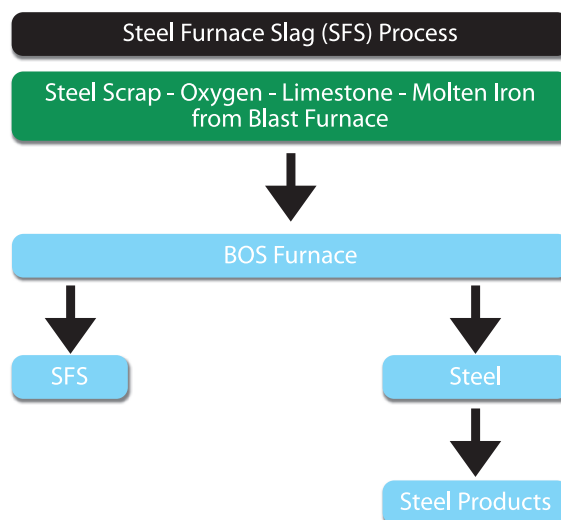 Steel Furnace Slag (SFS) Process
Steel Scrap - Oxygen - Limestone - Molten Iron
from Blast Furnace
BOS Furnace
SFS
Steel
Steel Products